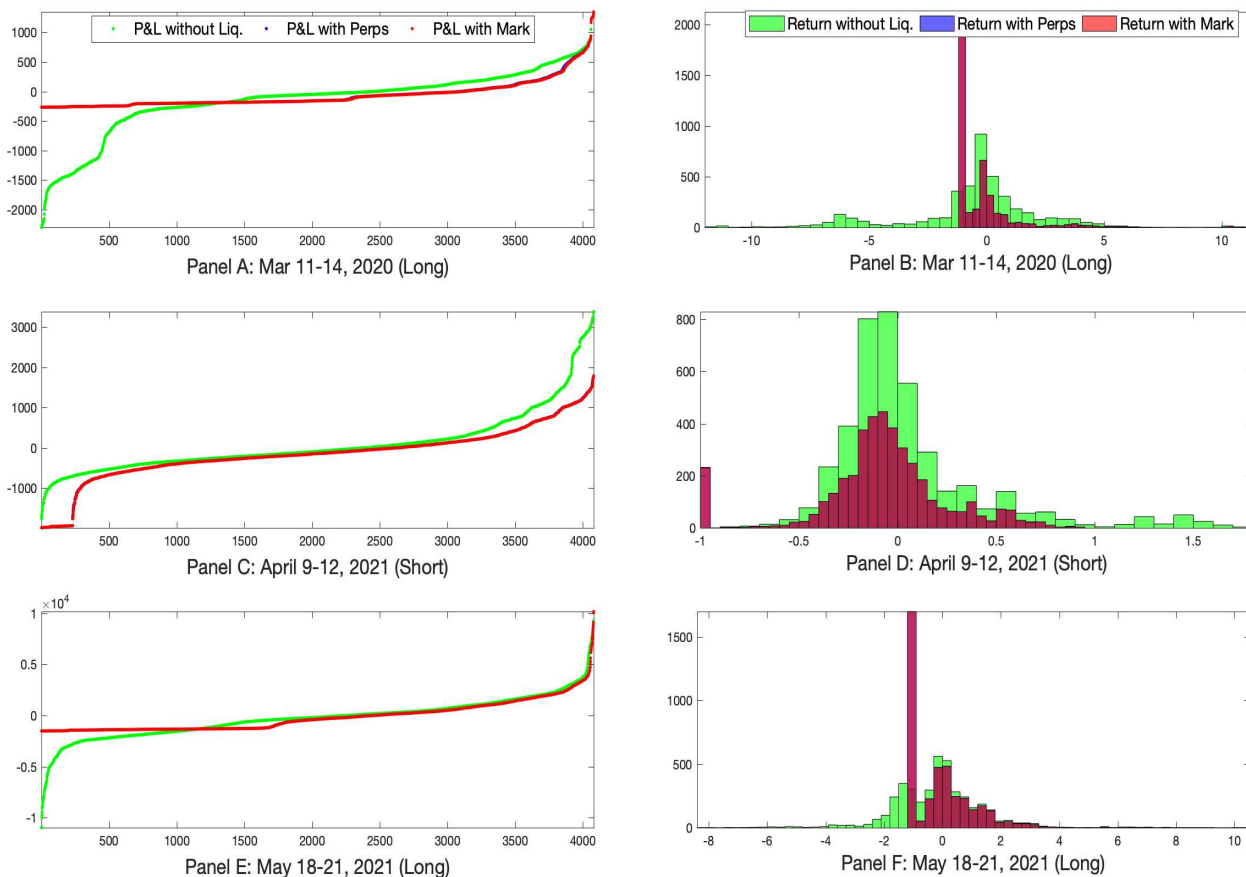 P&L without Liq. P&L with Perps P&L with Mark
1000
500
0
-500
-1000
-1500
-2000
500 1000 1500 2000 2500 3000 3500 4000
Panel A: Mar 11-14, 2020 (Long)
Return without Liq. Return with Perps Return with Mark
2000
1500
1000
500
0
-10 -5 0 5 10
Panel B: Mar 11-14, 2020 (Long)
3000
2000
1000
0
-1000
500 1000 1500 2000 2500 3000 3500 4000
Panel C: April 9-12, 2021 (Short)
800
600
400
200
0
-1 -0.5 0 0.5 1 1.5
Panel D: April 9-12, 2021 (Short)
×10⁴
1
0.5
0
-0.5
-1
500 1000 1500 2000 2500 3000 3500 4000
Panel E: May 18-21, 2021 (Long)
1500
1000
500
0
-8 -6 -4 -2 0 2 4 6 8 10
Panel F: May 18-21, 2021 (Long)